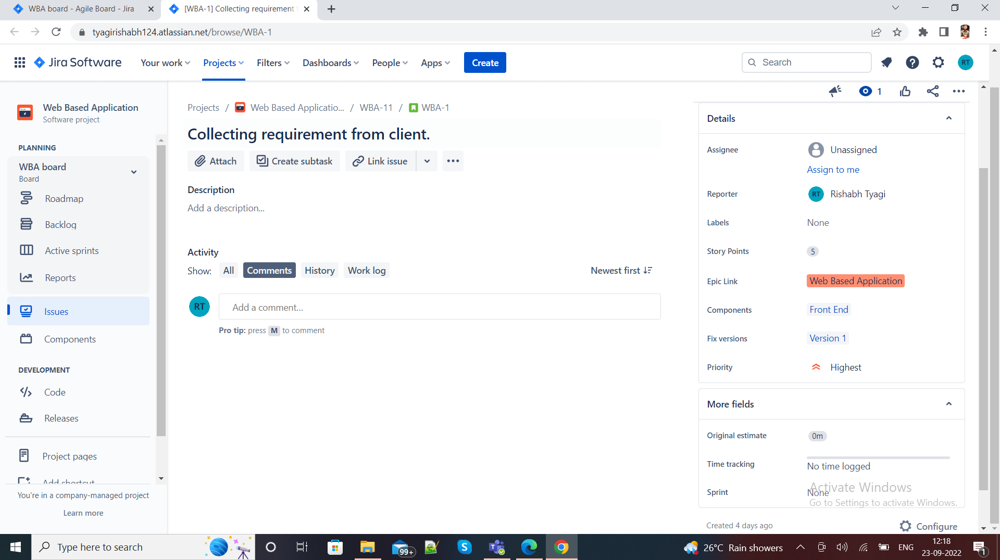 WBA board - Agile Board - Jira
[WBA-1] Collecting requirement
tyagirishabh124.atlassian.net/browse/WBA-1
Jira Software
Your work
Projects
Filters
Dashboards
People
Apps
Create
Search
RT
Web Based Application
Software project
PLANNING
WBA board
Board
Roadmap
Backlog
Active sprints
Reports
Issues
Components
DEVELOPMENT
Code
Releases
Project pages
Add shortcut
You're in a company-managed project
Learn more
1
Projects / Web Based Applicatio... / WBA-11 / WBA-1
Collecting requirement from client.
Attach
Create subtask
Link issue
Description
Add a description...
Activity
Show: All Comments History Work log
Newest first
RT
Add a comment...
Pro tip: press M to comment
Details
Assignee
Unassigned
Assign to me
Reporter
RT Rishabh Tyagi
Labels
None
Story Points
5
Epic Link
Web Based Application
Components
Front End
Fix versions
Version 1
Priority
Highest
More fields
Original estimate
0m
Time tracking
No time logged
Sprint
None
Activate Windows
Go to Settings to activate Windows.
Created 4 days ago
Configure
Type here to search
99+
26°C Rain showers
ENG
12:18
23-09-2022
1